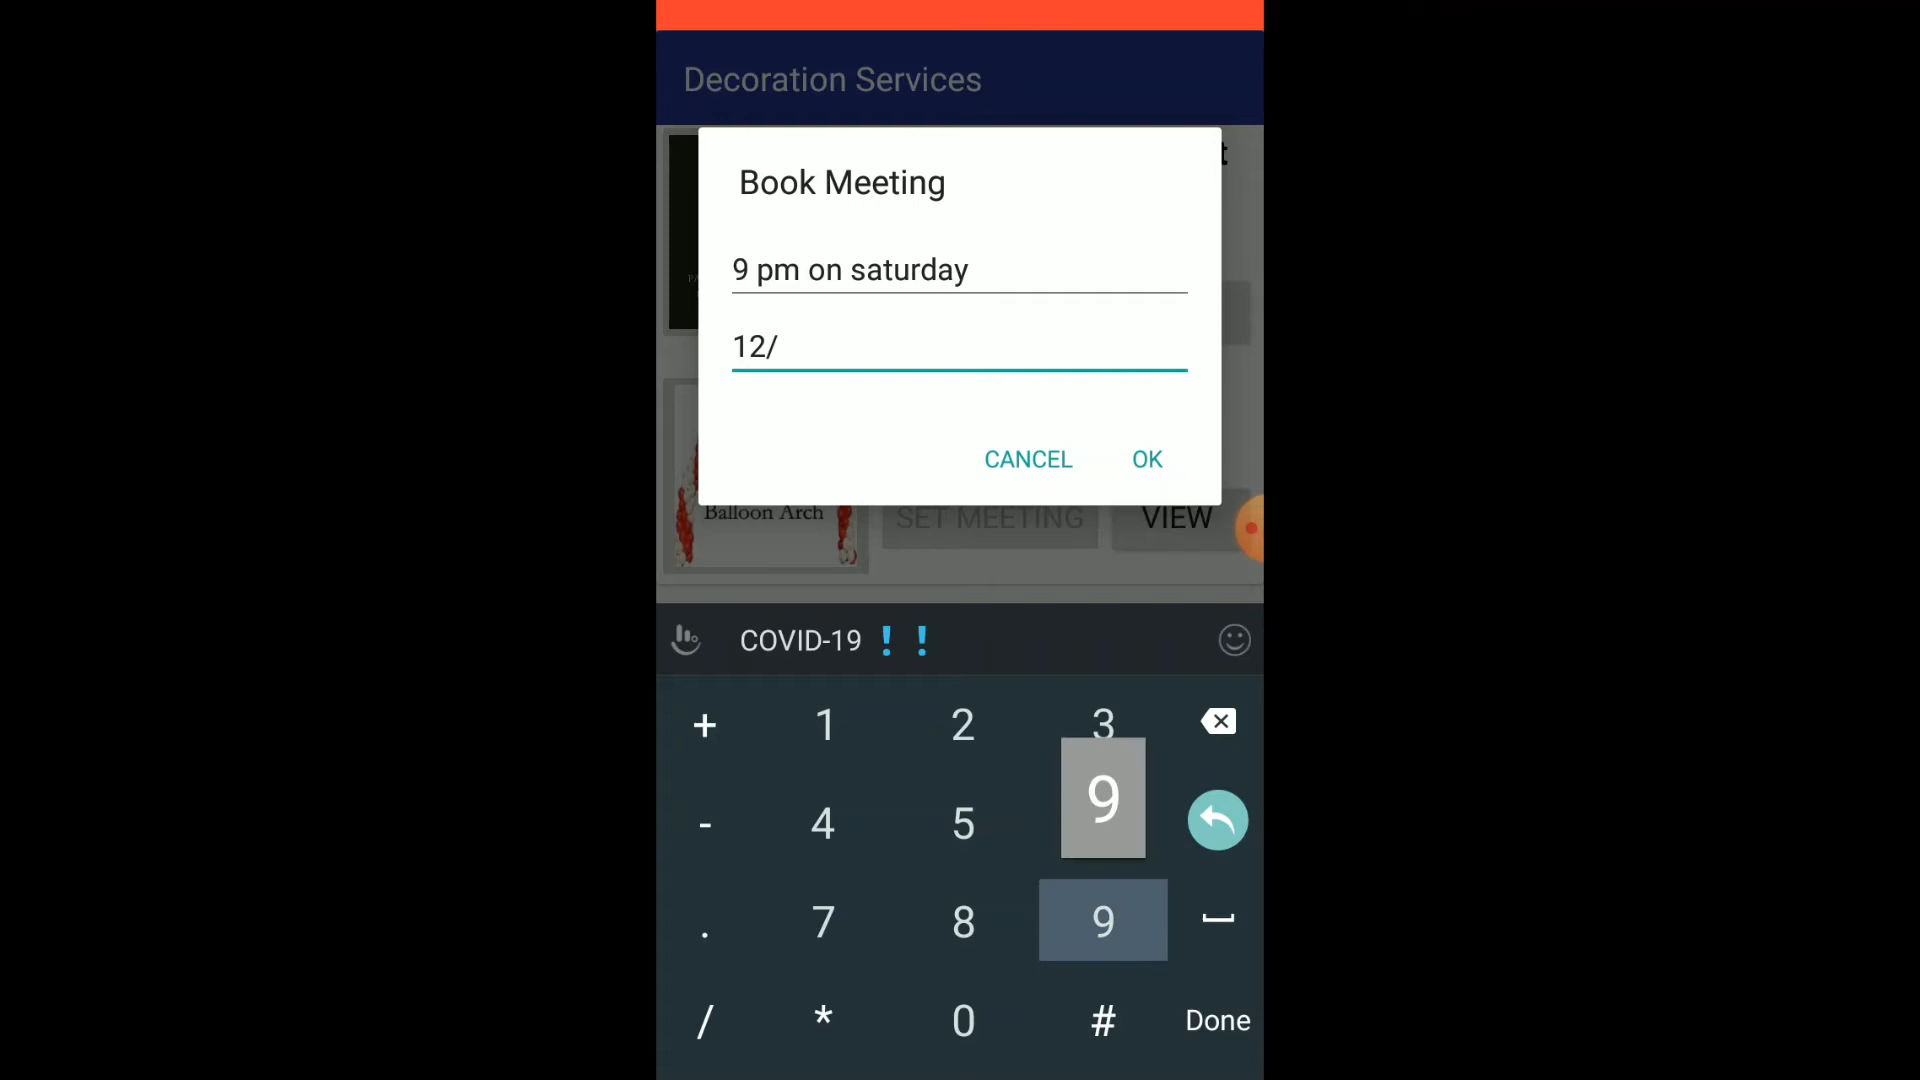 Decoration Services
t
Book Meeting
9 pm on saturday
12/
CANCEL OK
Balloon Arch
SET MEETING
VIEW
COVID-19 ❗❗
+ 1 2 3
9
- 4 5
. 7 8 9
/ * 0 # Done